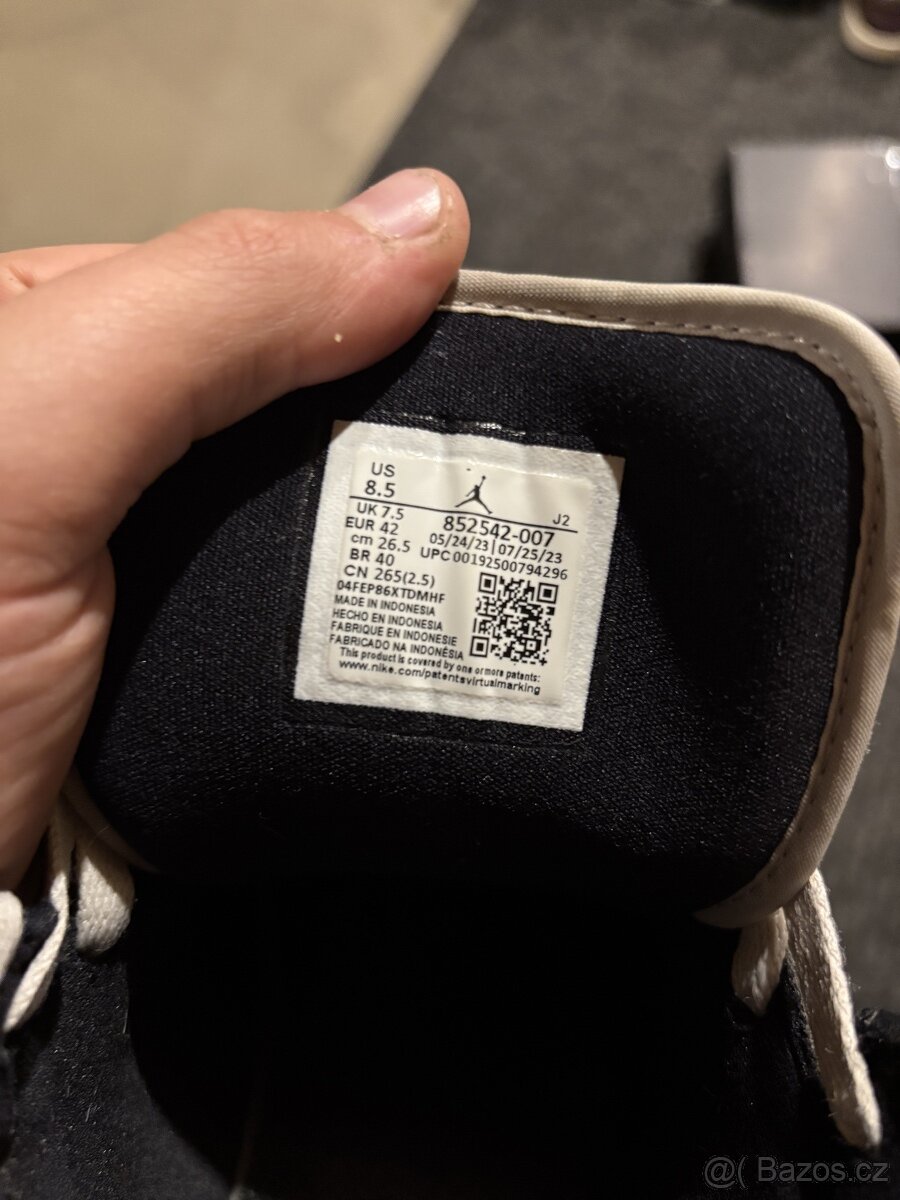 US
8.5
J2
UK 7.5 852542-007
EUR 42 05/24/23|07/25/23
cm 26.5 UPC 00192500794296
BR 40
CN 265(2.5)
04FEP86XTDMHF
MADE IN INDONESIA
HECHO EN INDONESIA
FABRIQUE EN INDONESIE
FABRICADO NA INDONÉSIA
This product is covered by one or more patents:
www.nike.com/patentsvirtualmarking
@( Bazos.cz